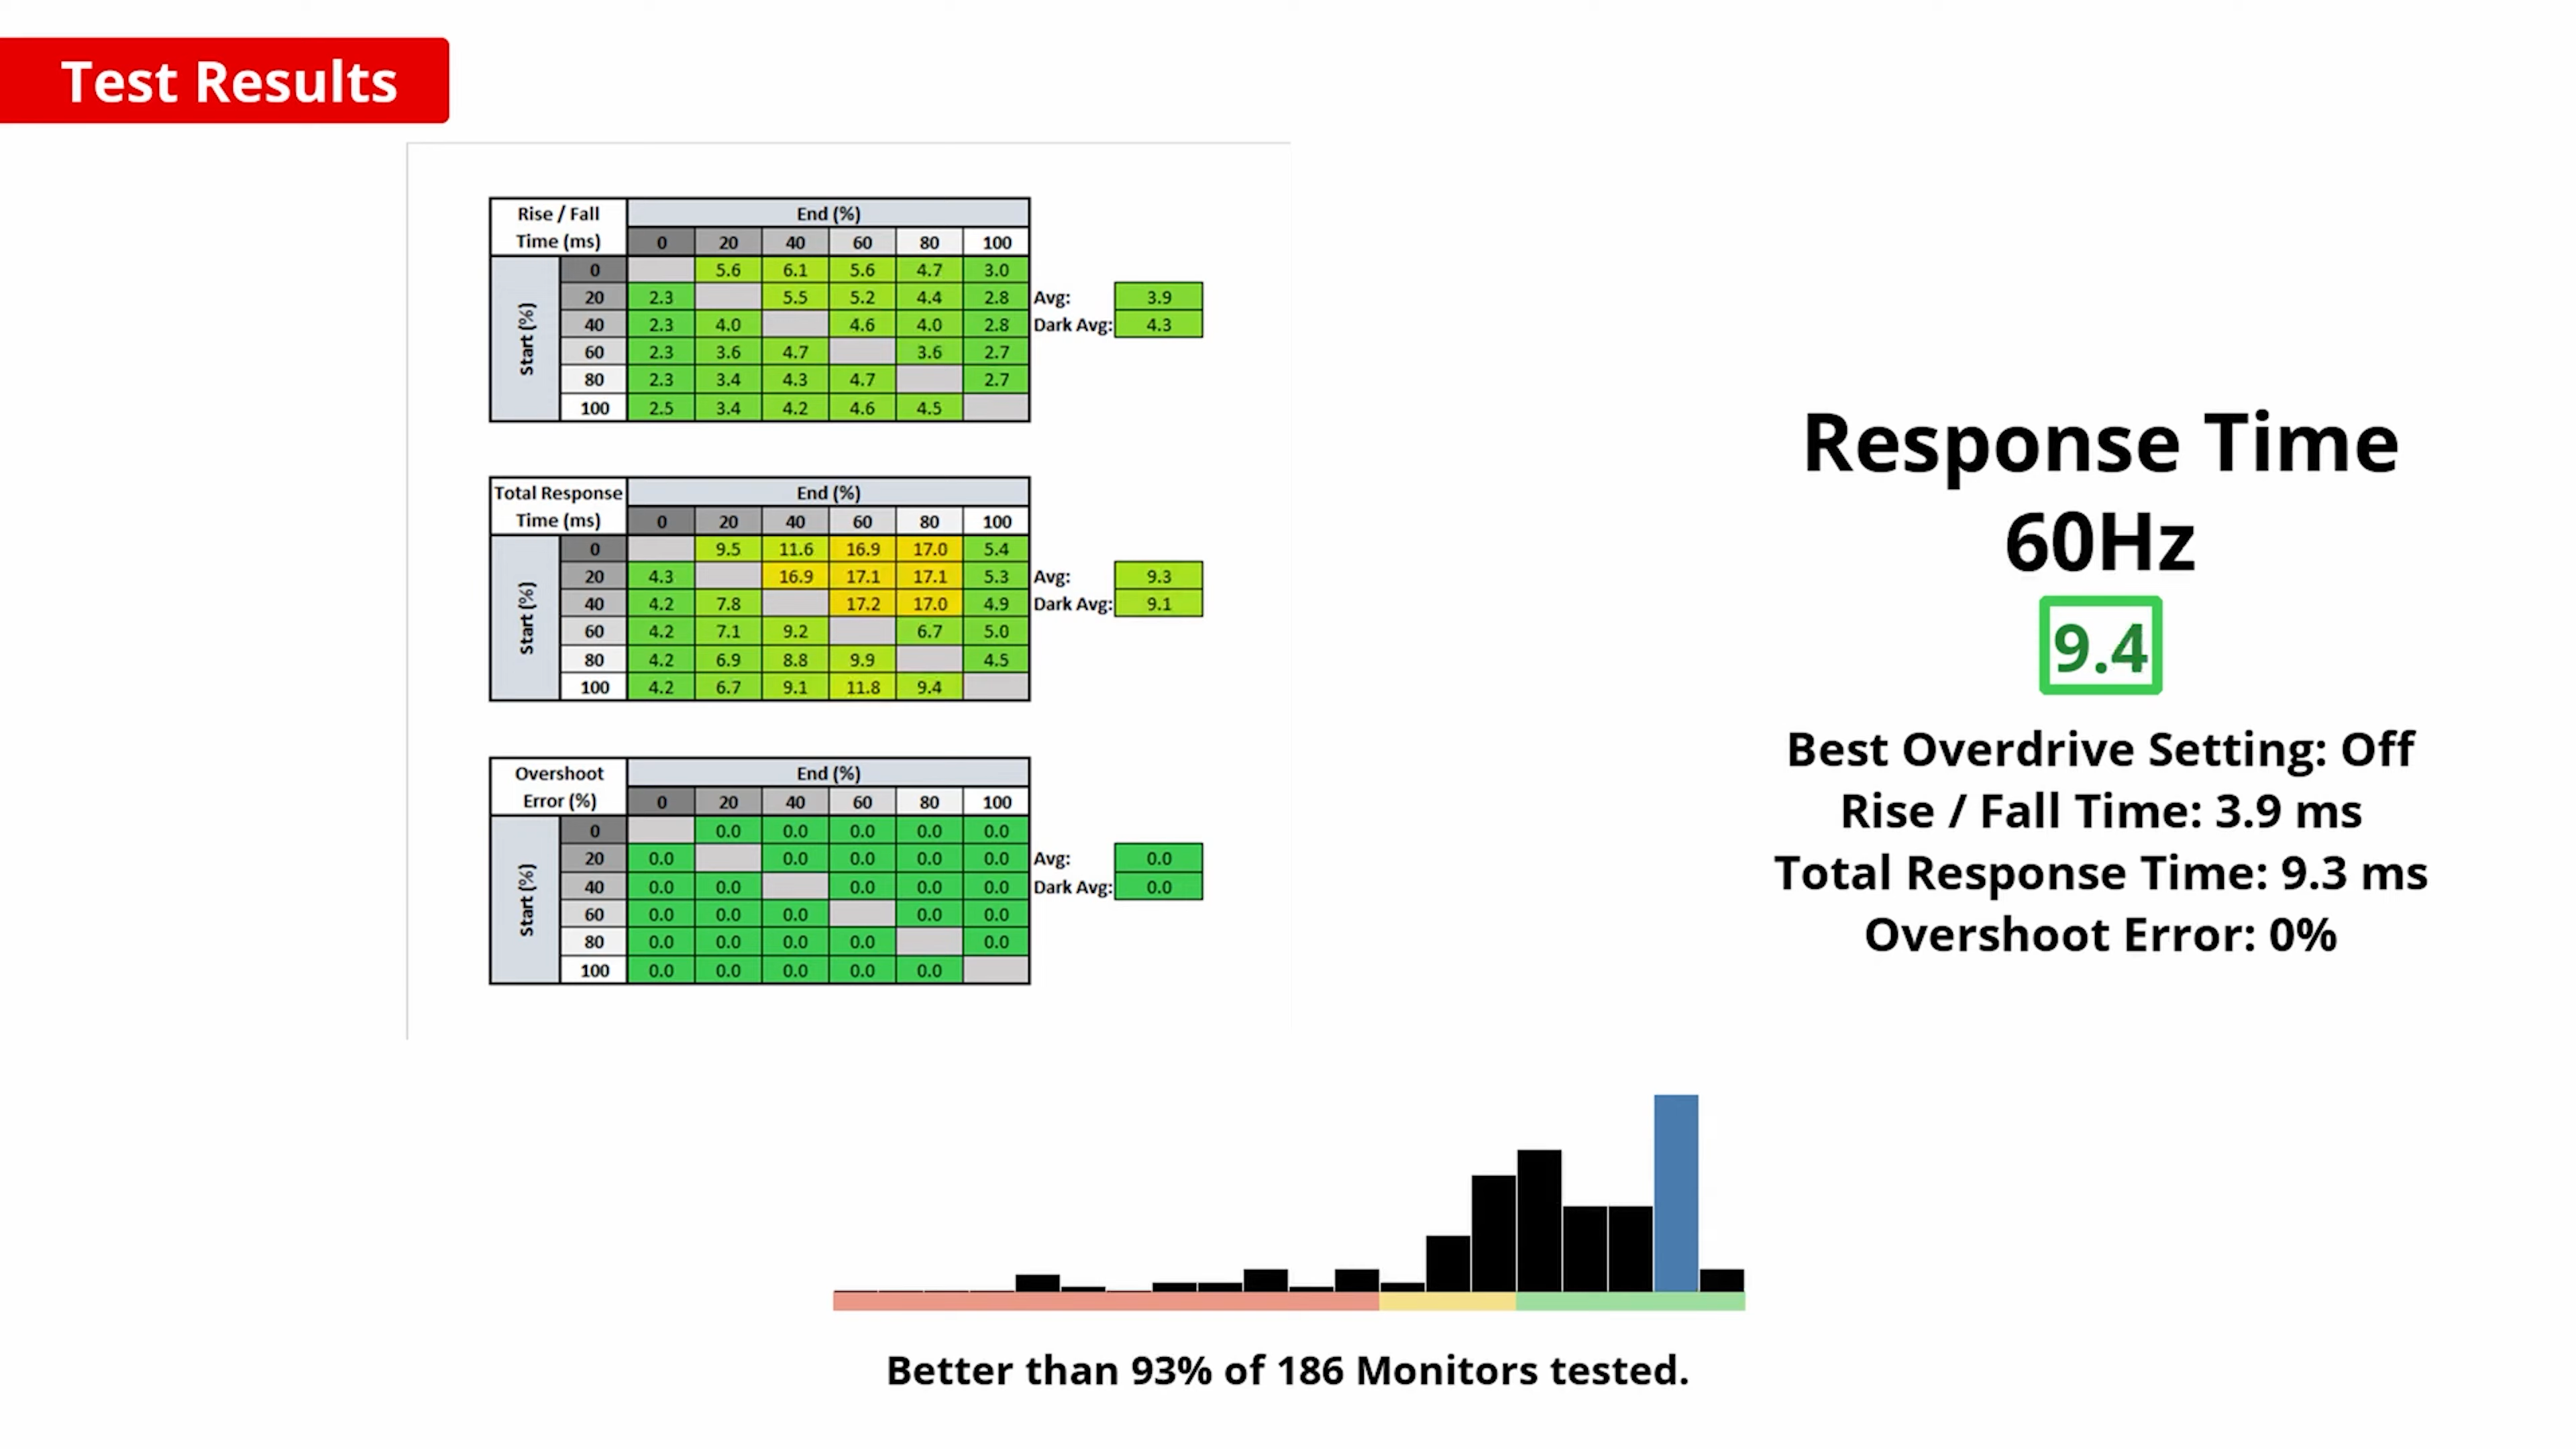 Test Results
Rise / Fall End (%)
Time (ms) 0 20 40 60 80 100
Start (%)
0 5.6 6.1 5.6 4.7 3.0
20 2.3 5.5 5.2 4.4 2.8 Avg: 3.9
40 2.3 4.0 4.6 4.0 2.8 Dark Avg: 4.3
60 2.3 3.6 4.7 3.6 2.7
80 2.3 3.4 4.3 4.7 2.7
100 2.5 3.4 4.2 4.6 4.5
Total Response End (%)
Time (ms) 0 20 40 60 80 100
Start (%)
0 9.5 11.6 16.9 17.0 5.4
20 4.3 16.9 17.1 17.1 5.3 Avg: 9.3
40 4.2 7.8 17.2 17.0 4.9 Dark Avg: 9.1
60 4.2 7.1 9.2 6.7 5.0
80 4.2 6.9 8.8 9.9 4.5
100 4.2 6.7 9.1 11.8 9.4
Overshoot End (%)
Error (%) 0 20 40 60 80 100
Start (%)
0 0.0 0.0 0.0 0.0 0.0
20 0.0 0.0 0.0 0.0 0.0 Avg: 0.0
40 0.0 0.0 0.0 0.0 0.0 Dark Avg: 0.0
60 0.0 0.0 0.0 0.0 0.0
80 0.0 0.0 0.0 0.0 0.0
100 0.0 0.0 0.0 0.0 0.0
Response Time
60Hz
9.4
Best Overdrive Setting: Off
Rise / Fall Time: 3.9 ms
Total Response Time: 9.3 ms
Overshoot Error: 0%
Better than 93% of 186 Monitors tested.